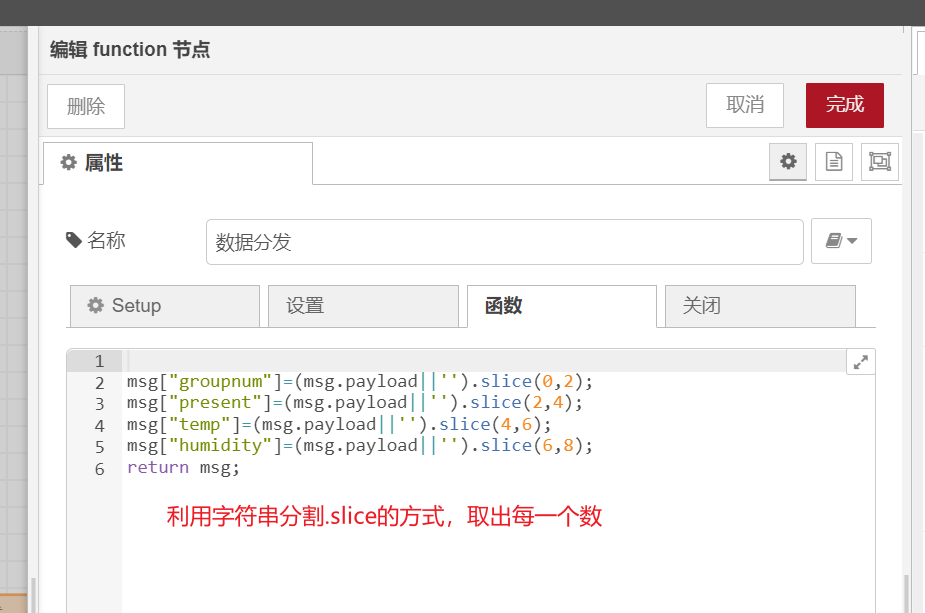 编辑 function 节点
删除
取消
完成
属性
名称
数据分发
Setup
设置
函数
关闭
1
2 msg["groupnum"]=(msg.payload||'').slice(0,2);
3 msg["present"]=(msg.payload||'').slice(2,4);
4 msg["temp"]=(msg.payload||'').slice(4,6);
5 msg["humidity"]=(msg.payload||'').slice(6,8);
6 return msg;
利用字符串分割.slice的方式，取出每一个数